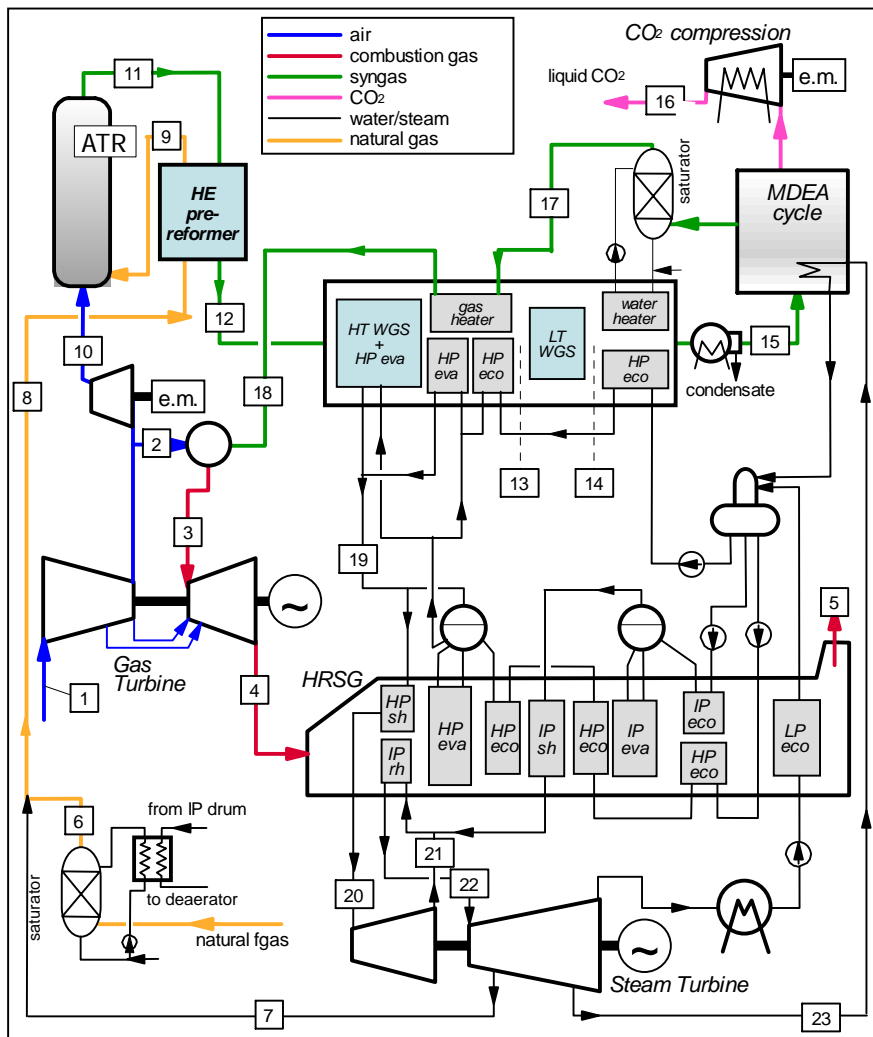 air
combustion gas
syngas
CO₂
water/steam
natural gas
CO₂ compression
liquid CO₂
16
e.m.
11
ATR
9
HE
pre-
reformer
17
saturator
MDEA
cycle
12
gas
heater
water
heater
HT WGS
+
HP eva
HP
eva
HP
eco
LT
WGS
HP
eco
15
condensate
10
8
e.m.
18
2
13
14
3
19
~
5
Gas
Turbine
1
4
HRSG
HP
sh
IP
rh
HP
eva
HP
eco
IP
sh
HP
eco
IP
eva
IP
eco
HP
eco
LP
eco
6
from IP drum
to deaerator
saturator
natural fgas
21
20
22
~
Steam Turbine
7
23